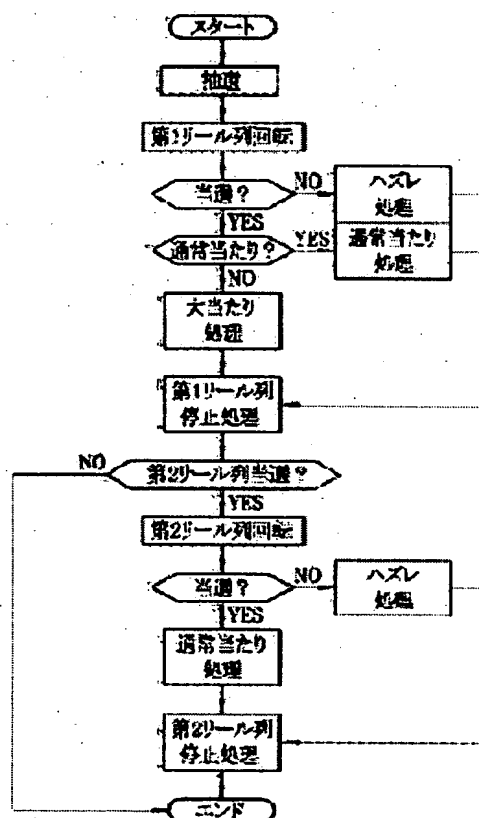 スタート
抽選
第1リール列回転
当選?
NO
ハズレ
処理
YES
通常当たり?
YES
通常当たり
処理
NO
大当たり
処理
第1リール列
停止処理
NO
第2リール列当選?
YES
第2リール列回転
当選?
NO
ハズレ
処理
YES
通常当たり
処理
第2リール列
停止処理
エンド